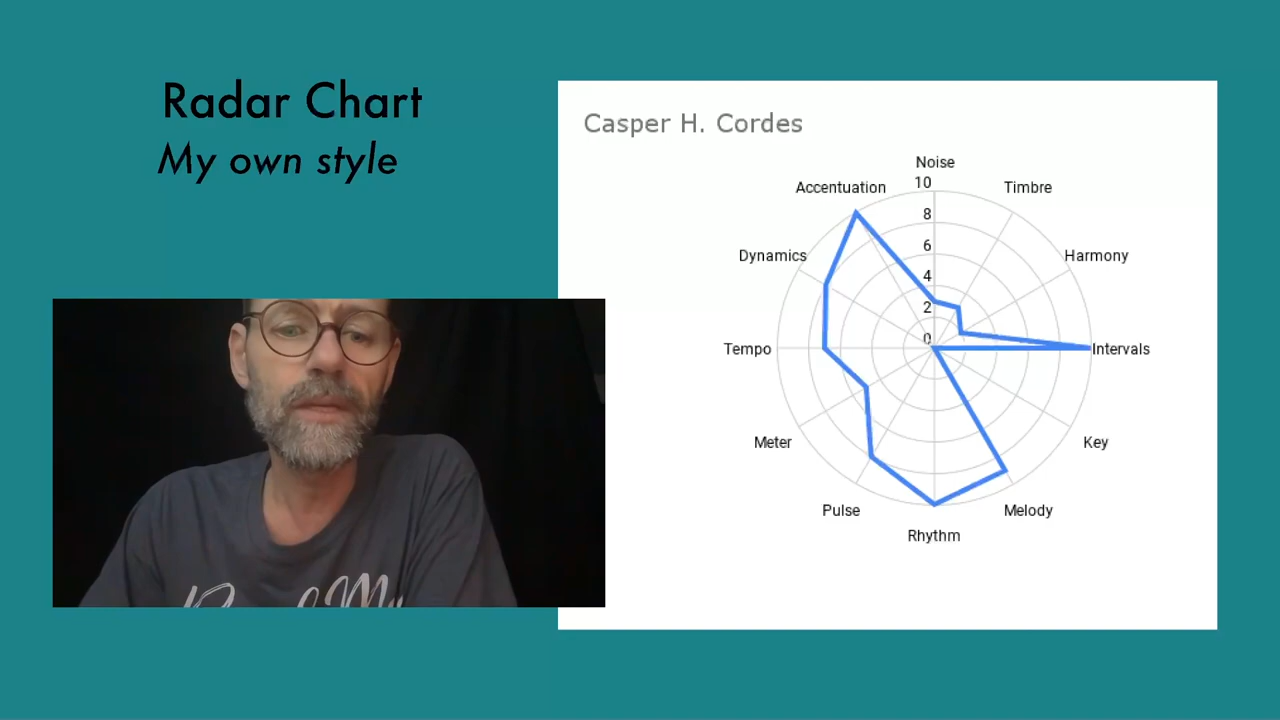 Radar Chart
My own style
Casper H. Cordes
Noise
10
Accentuation
Timbre
8
6
Dynamics
Harmony
4
2
0
Tempo
Intervals
Meter
Key
Pulse
Melody
Rhythm